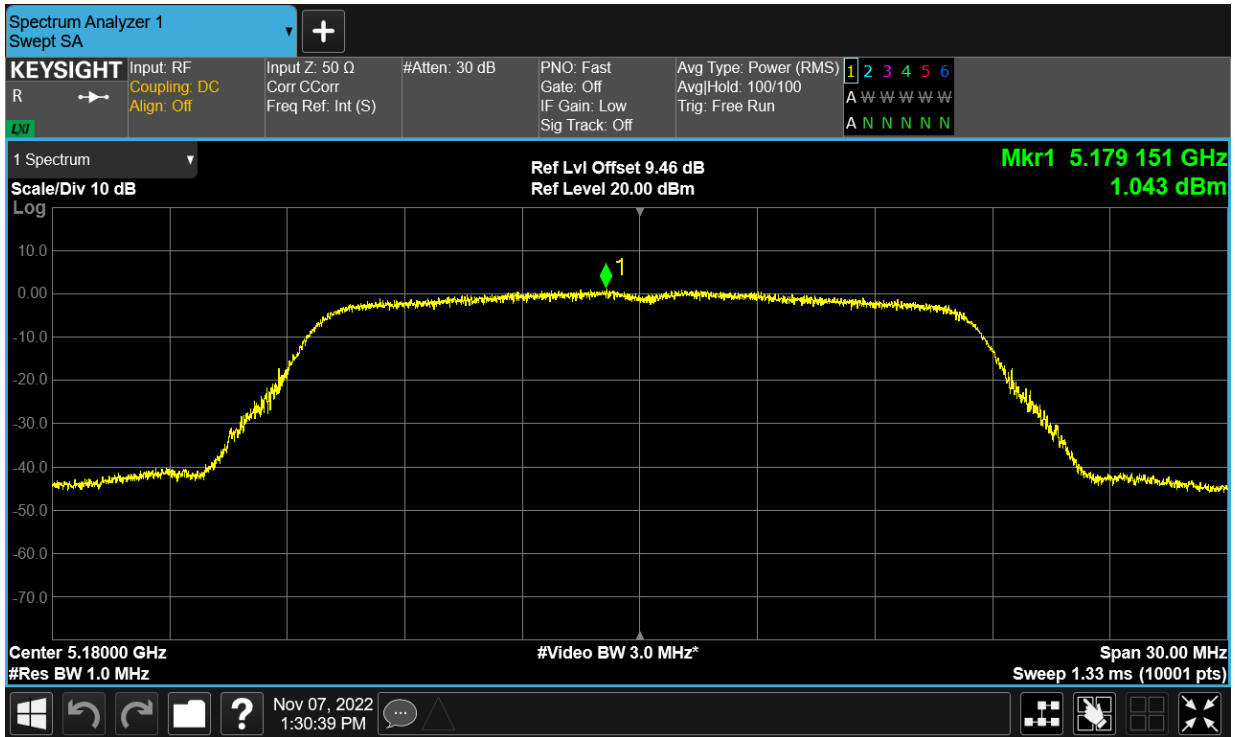 Spectrum Analyzer 1
Swept SA
KEYSIGHT
R
LXI
Input: RF
Coupling: DC
Align: Off
Input Z: 50 Ω
Corr CCorr
Freq Ref: Int (S)
#Atten: 30 dB
PNO: Fast
Gate: Off
IF Gain: Low
Sig Track: Off
Avg Type: Power (RMS)
Avg|Hold: 100/100
Trig: Free Run
1 2 3 4 5 6
A W W W W W
A N N N N N
1 Spectrum
Scale/Div 10 dB
Log
Ref Lvl Offset 9.46 dB
Ref Level 20.00 dBm
Mkr1 5.179 151 GHz
1.043 dBm
10.0
0.00
-10.0
-20.0
-30.0
-40.0
-50.0
-60.0
-70.0
1
Center 5.18000 GHz
#Res BW 1.0 MHz
#Video BW 3.0 MHz*
Span 30.00 MHz
Sweep 1.33 ms (10001 pts)
?
Nov 07, 2022
1:30:39 PM